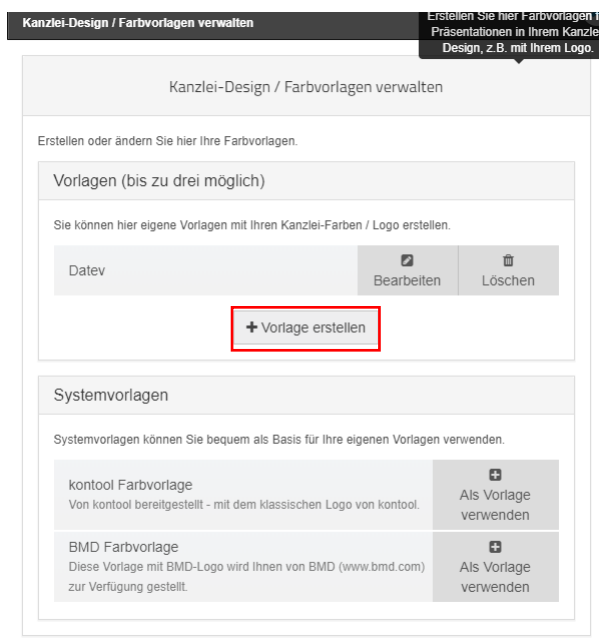 Kanzlei-Design / Farbvorlagen verwalten
Erstellen Sie hier Farbvorlagen
Präsentationen in Ihrem
Design, z.B. mit Ihrem Logo.
Kanzlei-Design / Farbvorlagen verwalten
Erstellen oder ändern Sie hier Ihre Farbvorlagen.
Vorlagen (bis zu drei möglich)
Sie können hier eigene Vorlagen mit Ihren Kanzlei-Farben / Logo erstellen.
Datev
Bearbeiten
Löschen
+ Vorlage erstellen
Systemvorlagen
Systemvorlagen können Sie bequem als Basis für Ihre eigenen Vorlagen verwenden.
kontool Farbvorlage
Von kontool bereitgestellt - mit dem klassischen Logo von kontool.
Als Vorlage
verwenden
BMD Farbvorlage
Diese Vorlage mit BMD-Logo wird Ihnen von BMD (www.bmd.com)
zur Verfügung gestellt.
Als Vorlage
verwenden